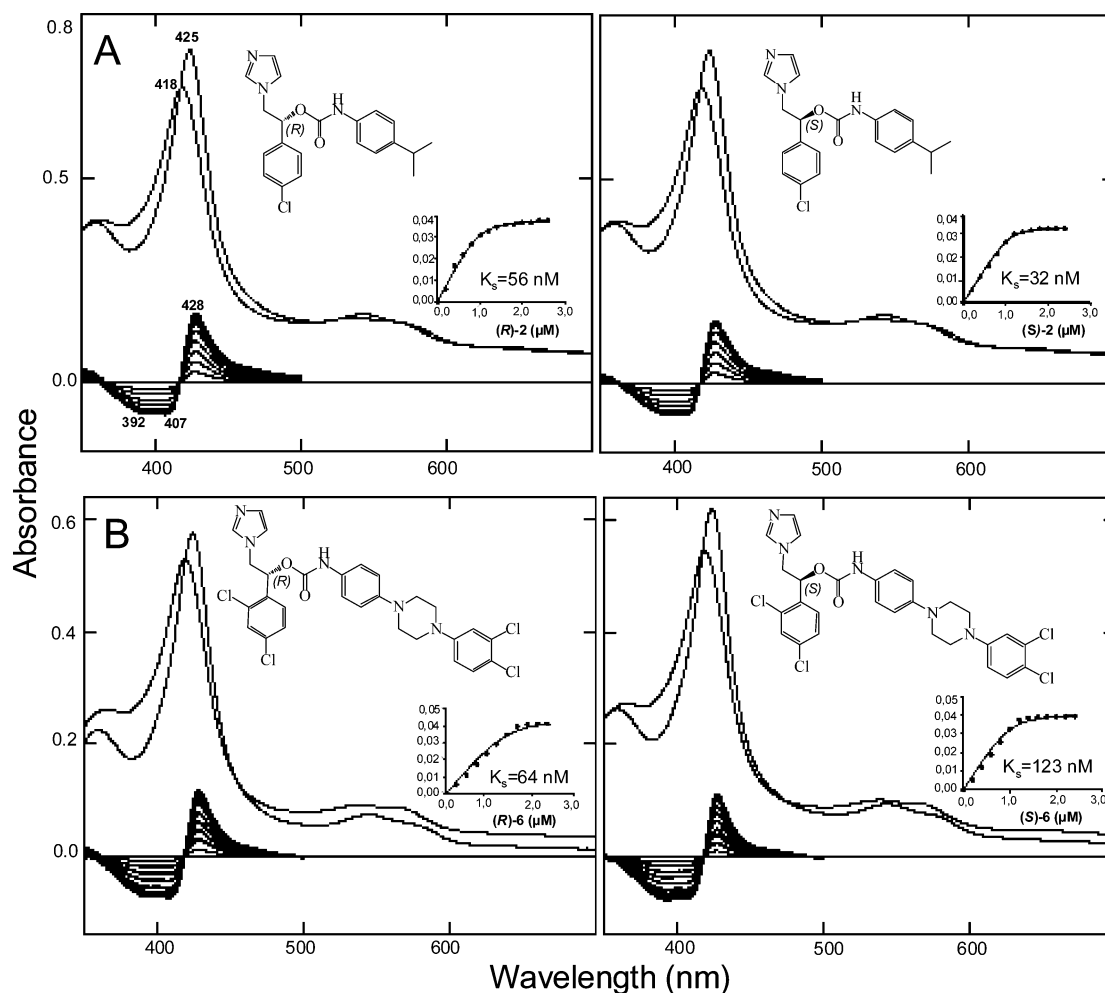 A
0.8
0.5
0.0
425
418
428
392
407
N
N
O
(R)
O
H
N
Cl
0,04
0,03
0,02
0,01
0,00
Ks=56 nM
0,0 1,0 2,0 3,0
(R)-2 (µM)
400 500 600
N
N
O
(S)
O
H
N
Cl
0,04
0,03
0,02
0,01
0,00
Ks=32 nM
0,0 1,0 2,0 3,0
(S)-2 (µM)
400 500 600
Absorbance
B
0.6
0.4
0.2
0.0
N
N
O
(R)
O
H
N
Cl
Cl
N
N
Cl
Cl
0,05
0,04
0,03
0,02
0,01
0,00
Ks=64 nM
0,0 1,0 2,0 3,0
(R)-6 (µM)
400 500 600
N
N
O
(S)
O
H
N
Cl
Cl
N
N
Cl
Cl
0,05
0,04
0,03
0,02
0,01
0,00
Ks=123 nM
0,0 1,0 2,0 3,0
(S)-6 (µM)
400 500 600
Wavelength (nm)